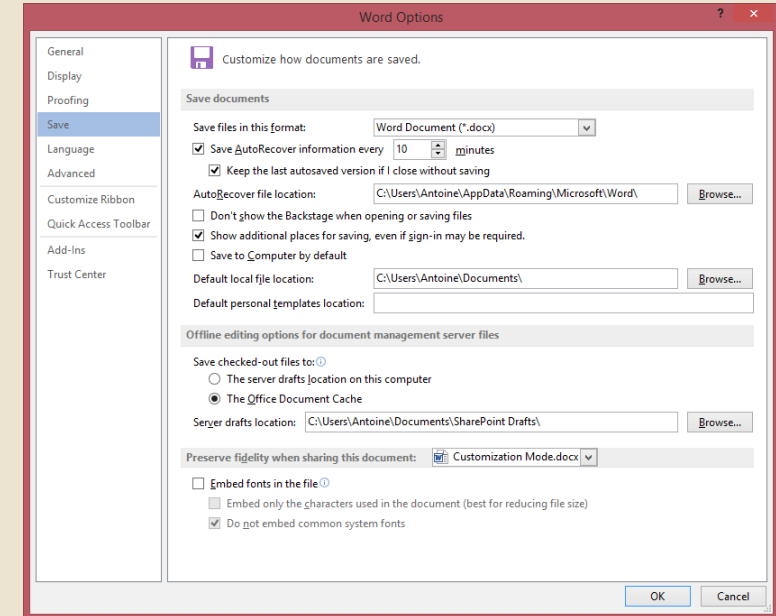 Word Options
?
General
Display
Proofing
Save
Language
Advanced
Customize Ribbon
Quick Access Toolbar
Add-Ins
Trust Center
Customize how documents are saved.
Save documents
Save files in this format: Word Document (*.docx)
Save AutoRecover information every 10 minutes
Keep the last autosaved version if I close without saving
AutoRecover file location: C:\Users\Antoine\AppData\Roaming\Microsoft\Word\ Browse...
Don't show the Backstage when opening or saving files
Show additional places for saving, even if sign-in may be required.
Save to Computer by default
Default local file location: C:\Users\Antoine\Documents\ Browse...
Default personal templates location:
Offline editing options for document management server files
Save checked-out files to:
The server drafts location on this computer
The Office Document Cache
Server drafts location: C:\Users\Antoine\Documents\SharePoint Drafts\ Browse...
Preserve fidelity when sharing this document: Customization Mode.docx
Embed fonts in the file
Embed only the characters used in the document (best for reducing file size)
Do not embed common system fonts
OK Cancel